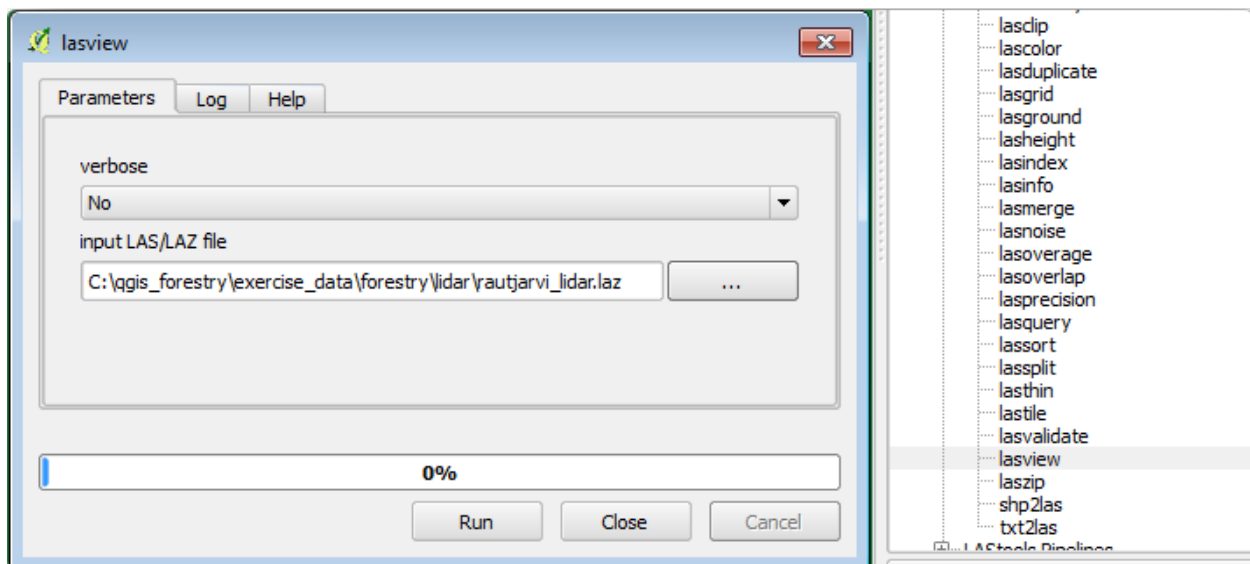 lasview
Parameters
Log
Help
verbose
No
input LAS/LAZ file
C:\qgis_forestry\exercise_data\forestry\lidar\rautjarvi_lidar.laz
...
0%
Run
Close
Cancel
lasclip
lascolor
lasduplicate
lasgrid
lasground
lasheight
lasindex
lasinfo
lasmerge
lasnoise
lasoverage
lasoverlap
lasprecision
lasquery
lassort
lassplit
lasthin
lastile
lasvalidate
lasview
laszip
shp2las
txt2las
LAStools Pipelines